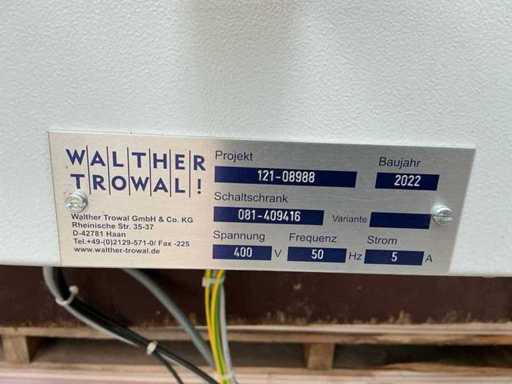 WALTHER
TROWAL!
Walther Trowal GmbH & Co. KG
Rheinische Str. 35-37
D-42781 Haan
Tel.+49-(0)2129-571-0/ Fax -225
www.walther-trowal.de
Projekt Baujahr
121-08988 2022
Schaltschrank
081-409416 Variante
Spannung Frequenz Strom
400 V 50 Hz 5 A